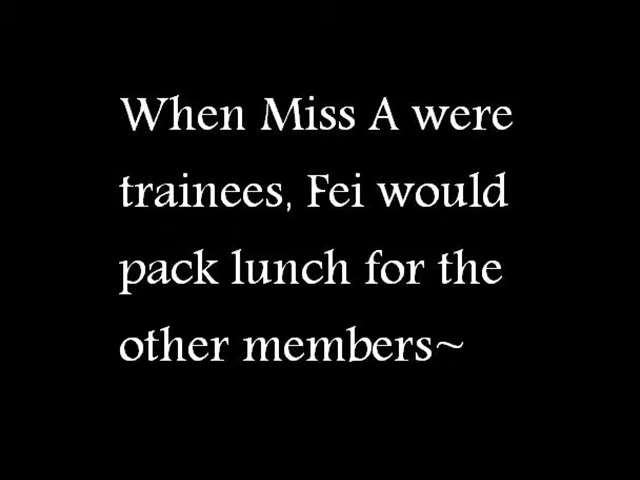 When Miss A were
trainees, Fei would
pack lunch for the
other members~